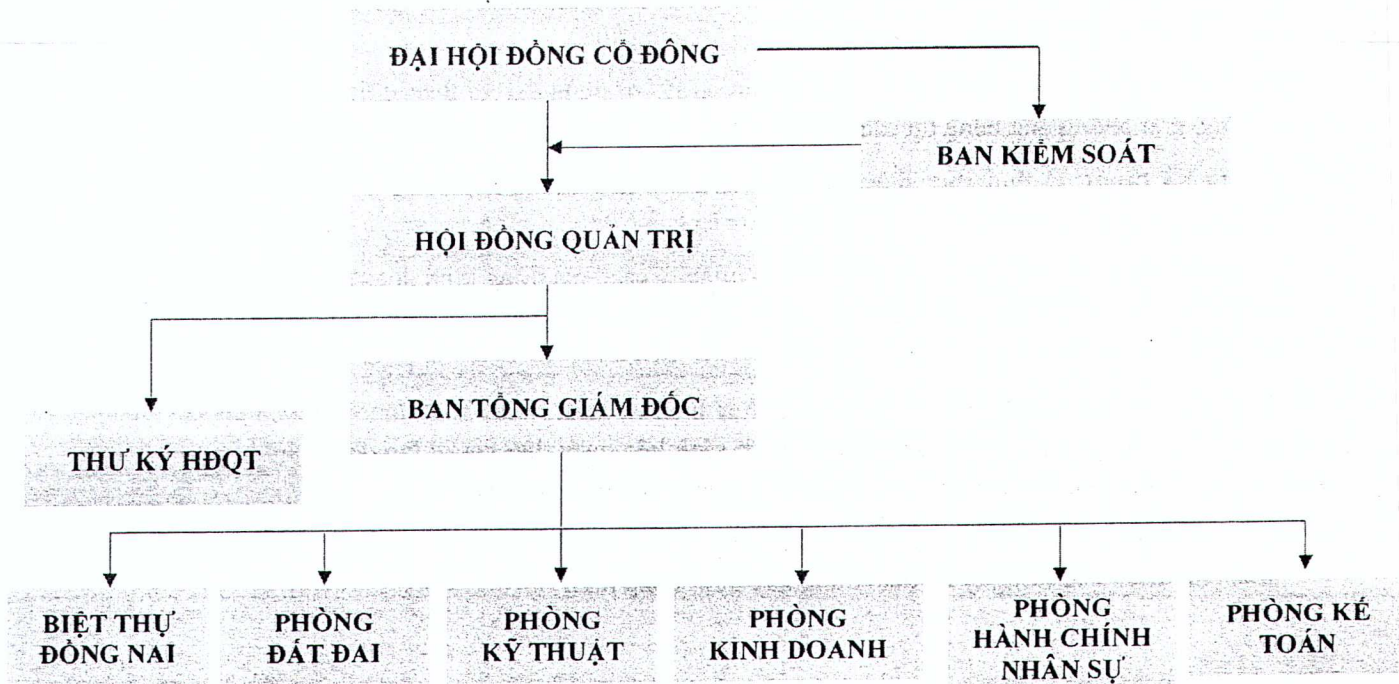 ĐẠI HỘI ĐỒNG CỔ ĐÔNG
BAN KIỂM SOÁT
HỘI ĐỒNG QUẢN TRỊ
BAN TỔNG GIÁM ĐỐC
THƯ KÝ HĐQT
BIỆT THỰ
ĐỒNG NAI
PHÒNG
ĐẤT ĐAI
PHÒNG
KỸ THUẬT
PHÒNG
KINH DOANH
PHÒNG
HÀNH CHÍNH
NHÂN SỰ
PHÒNG KẾ
TOÁN